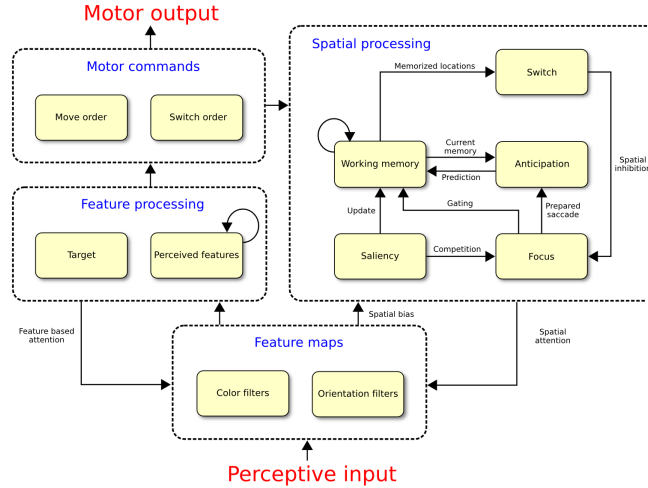 Motor output
Motor commands
Move order
Switch order
Spatial processing
Memorized locations
Switch
Working memory
Current
memory
Prediction
Anticipation
Spatial
inhibition
Update
Gating
Prepared
saccade
Saliency
Competition
Focus
Feature processing
Target
Perceived features
Feature based
attention
Spatial bias
Spatial
attention
Feature maps
Color filters
Orientation filters
Perceptive input